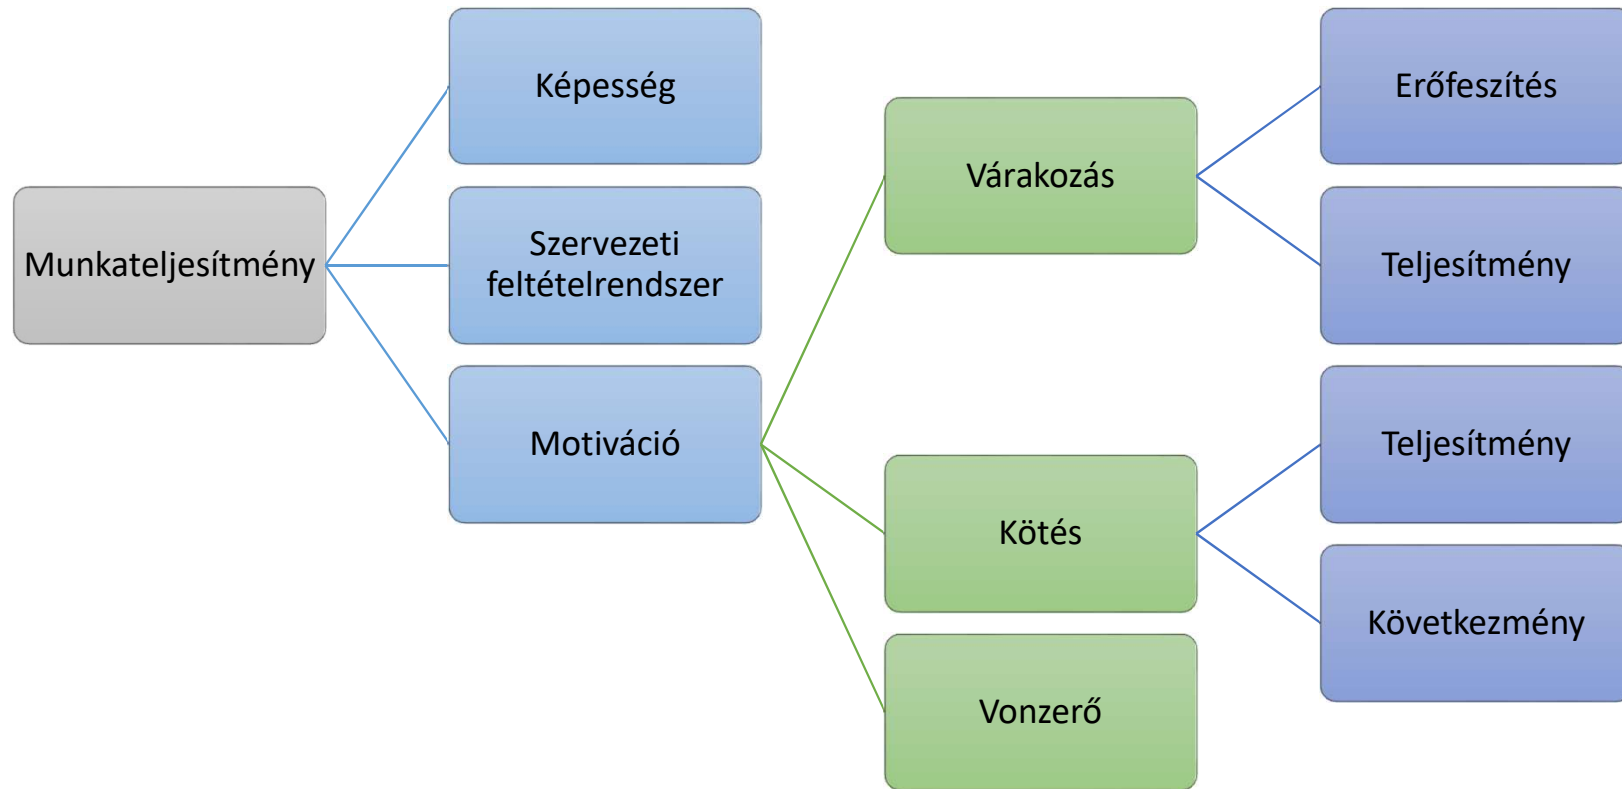 Munkateljesítmény
Képesség
Szervezeti
feltételrendszer
Motiváció
Várakozás
Kötés
Vonzerő
Erőfeszítés
Teljesítmény
Teljesítmény
Következmény